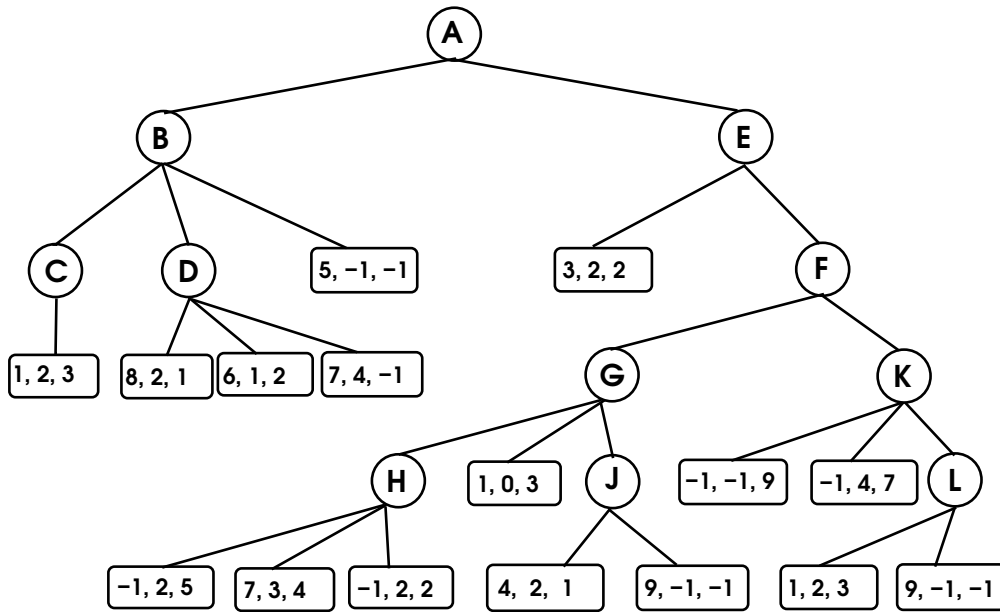 A
B
E
C
D
5, −1, −1
3, 2, 2
F
1, 2, 3
8, 2, 1
6, 1, 2
7, 4, −1
G
K
H
1, 0, 3
J
−1, −1, 9
−1, 4, 7
L
−1, 2, 5
7, 3, 4
−1, 2, 2
4, 2, 1
9, −1, −1
1, 2, 3
9, −1, −1